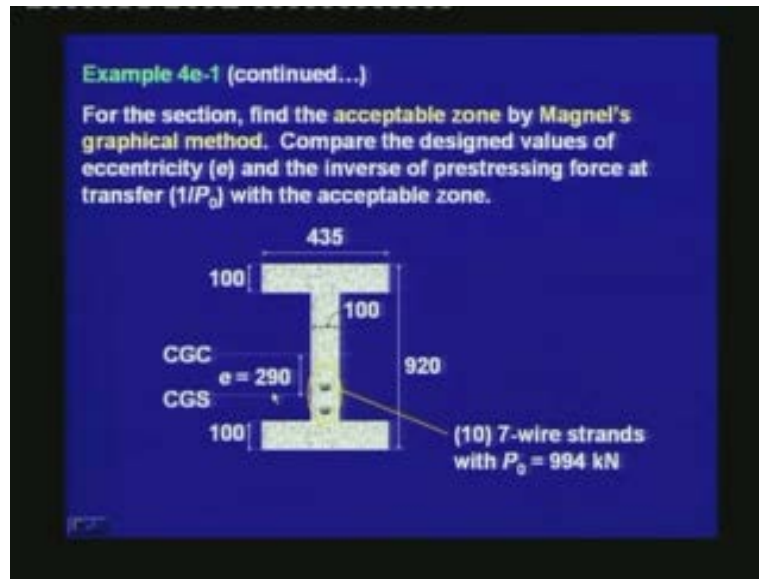 Example 4e-1 (continued...)
For the section, find the acceptable zone by Magnel's
graphical method. Compare the designed values of
eccentricity (e) and the inverse of prestressing force at
transfer (1/P₀) with the acceptable zone.
435
100
100
CGC
e = 290
920
CGS
100
(10) 7-wire strands
with P₀ = 994 kN